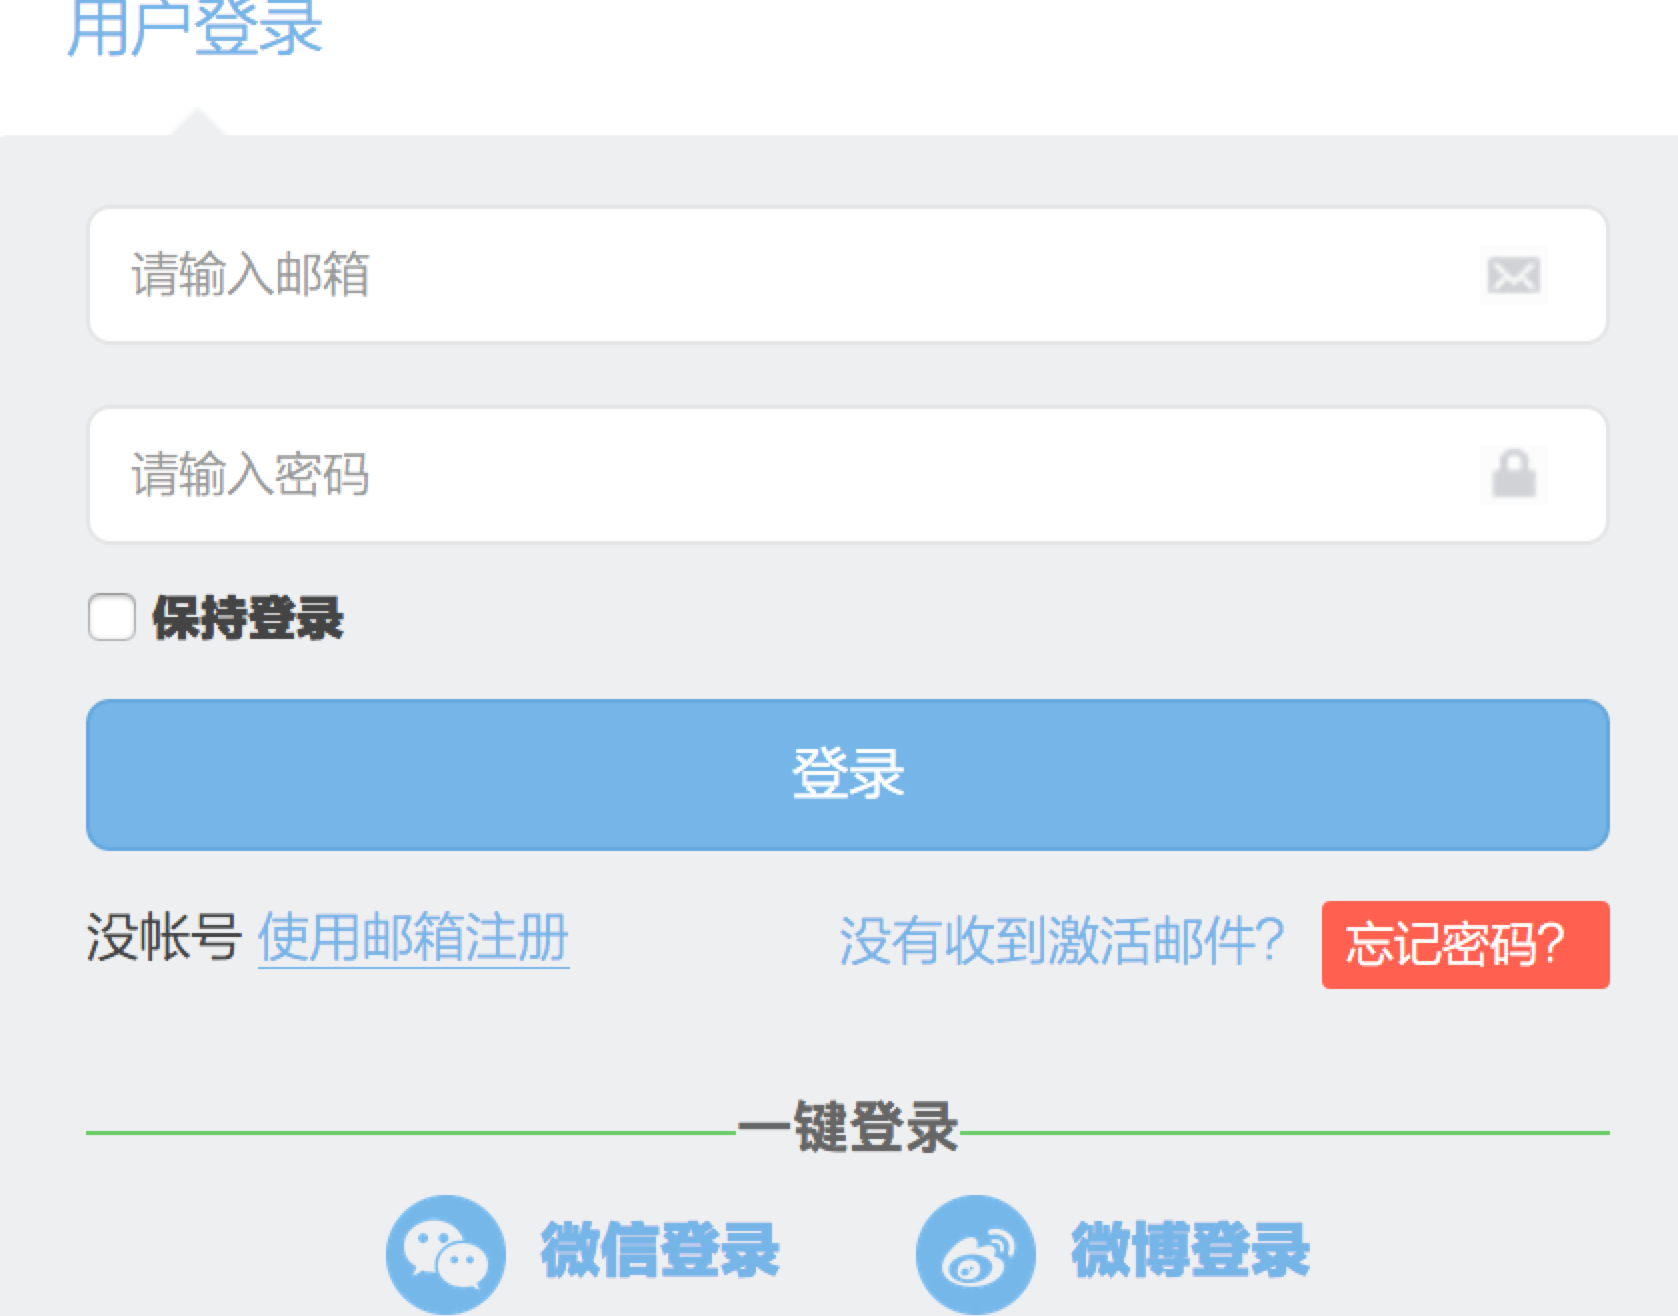 用户登录
请输入邮箱
请输入密码
保持登录
登录
没帐号 使用邮箱注册 没有收到激活邮件? 忘记密码?
一键登录
微信登录 微博登录